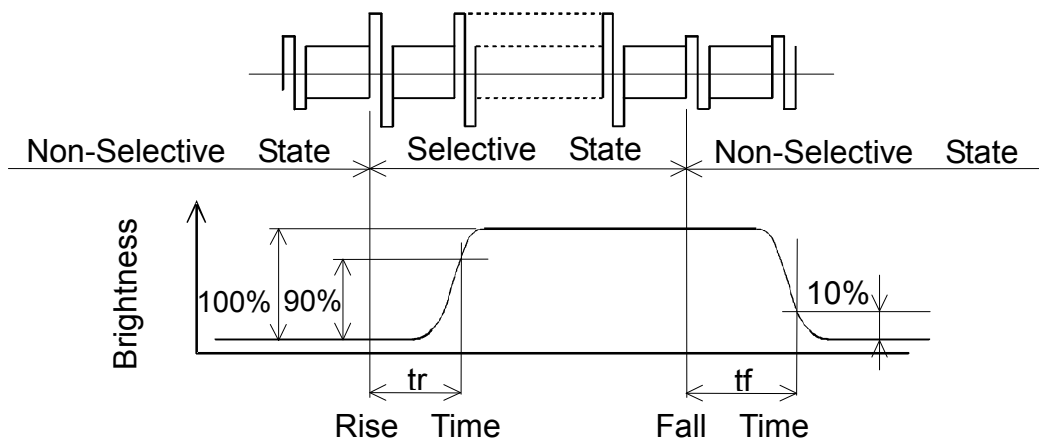 Non-Selective State Selective State Non-Selective State
Brightness
100% 90% 10%
tr tf
Rise Time Fall Time